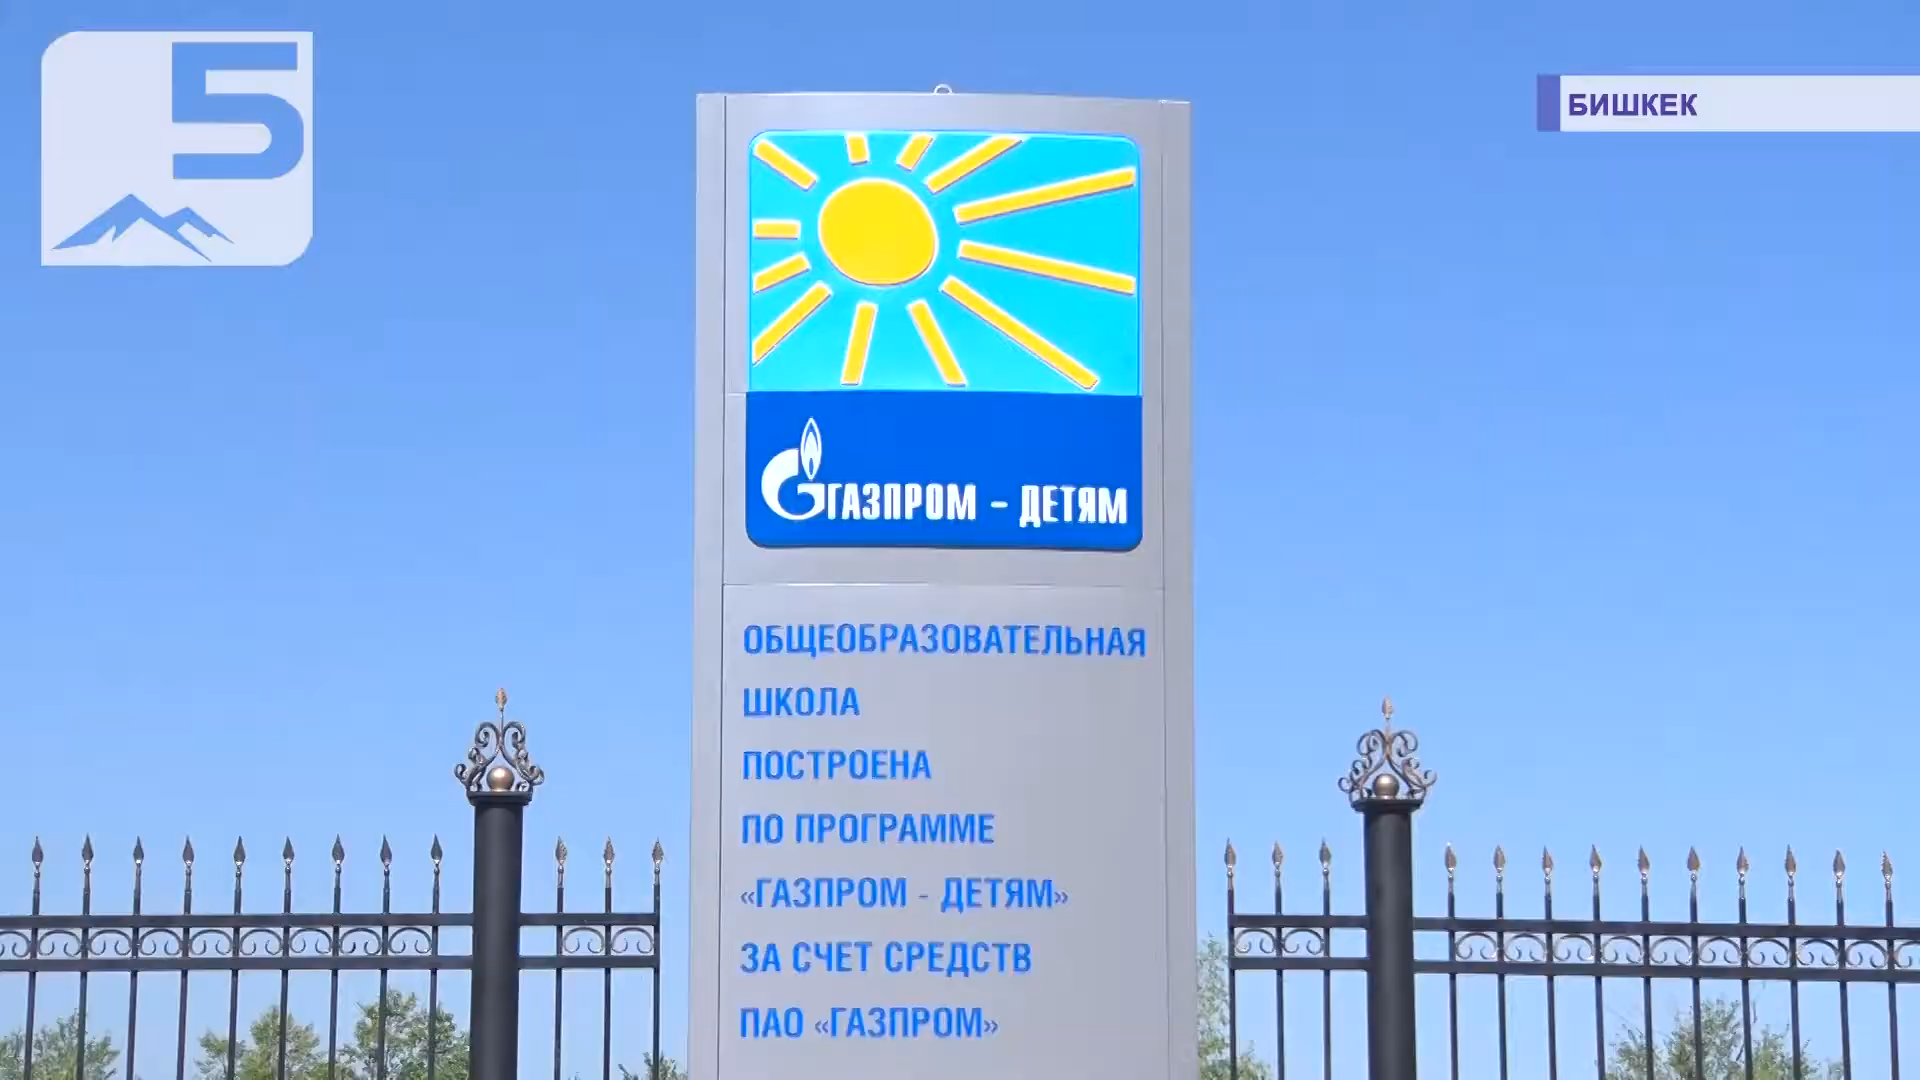 5
БИШКЕК
ГАЗПРОМ - ДЕТЯМ
ОБЩЕОБРАЗОВАТЕЛЬНАЯ
ШКОЛА
ПОСТРОЕНА
ПО ПРОГРАММЕ
«ГАЗПРОМ - ДЕТЯМ»
ЗА СЧЕТ СРЕДСТВ
ПАО «ГАЗПРОМ»